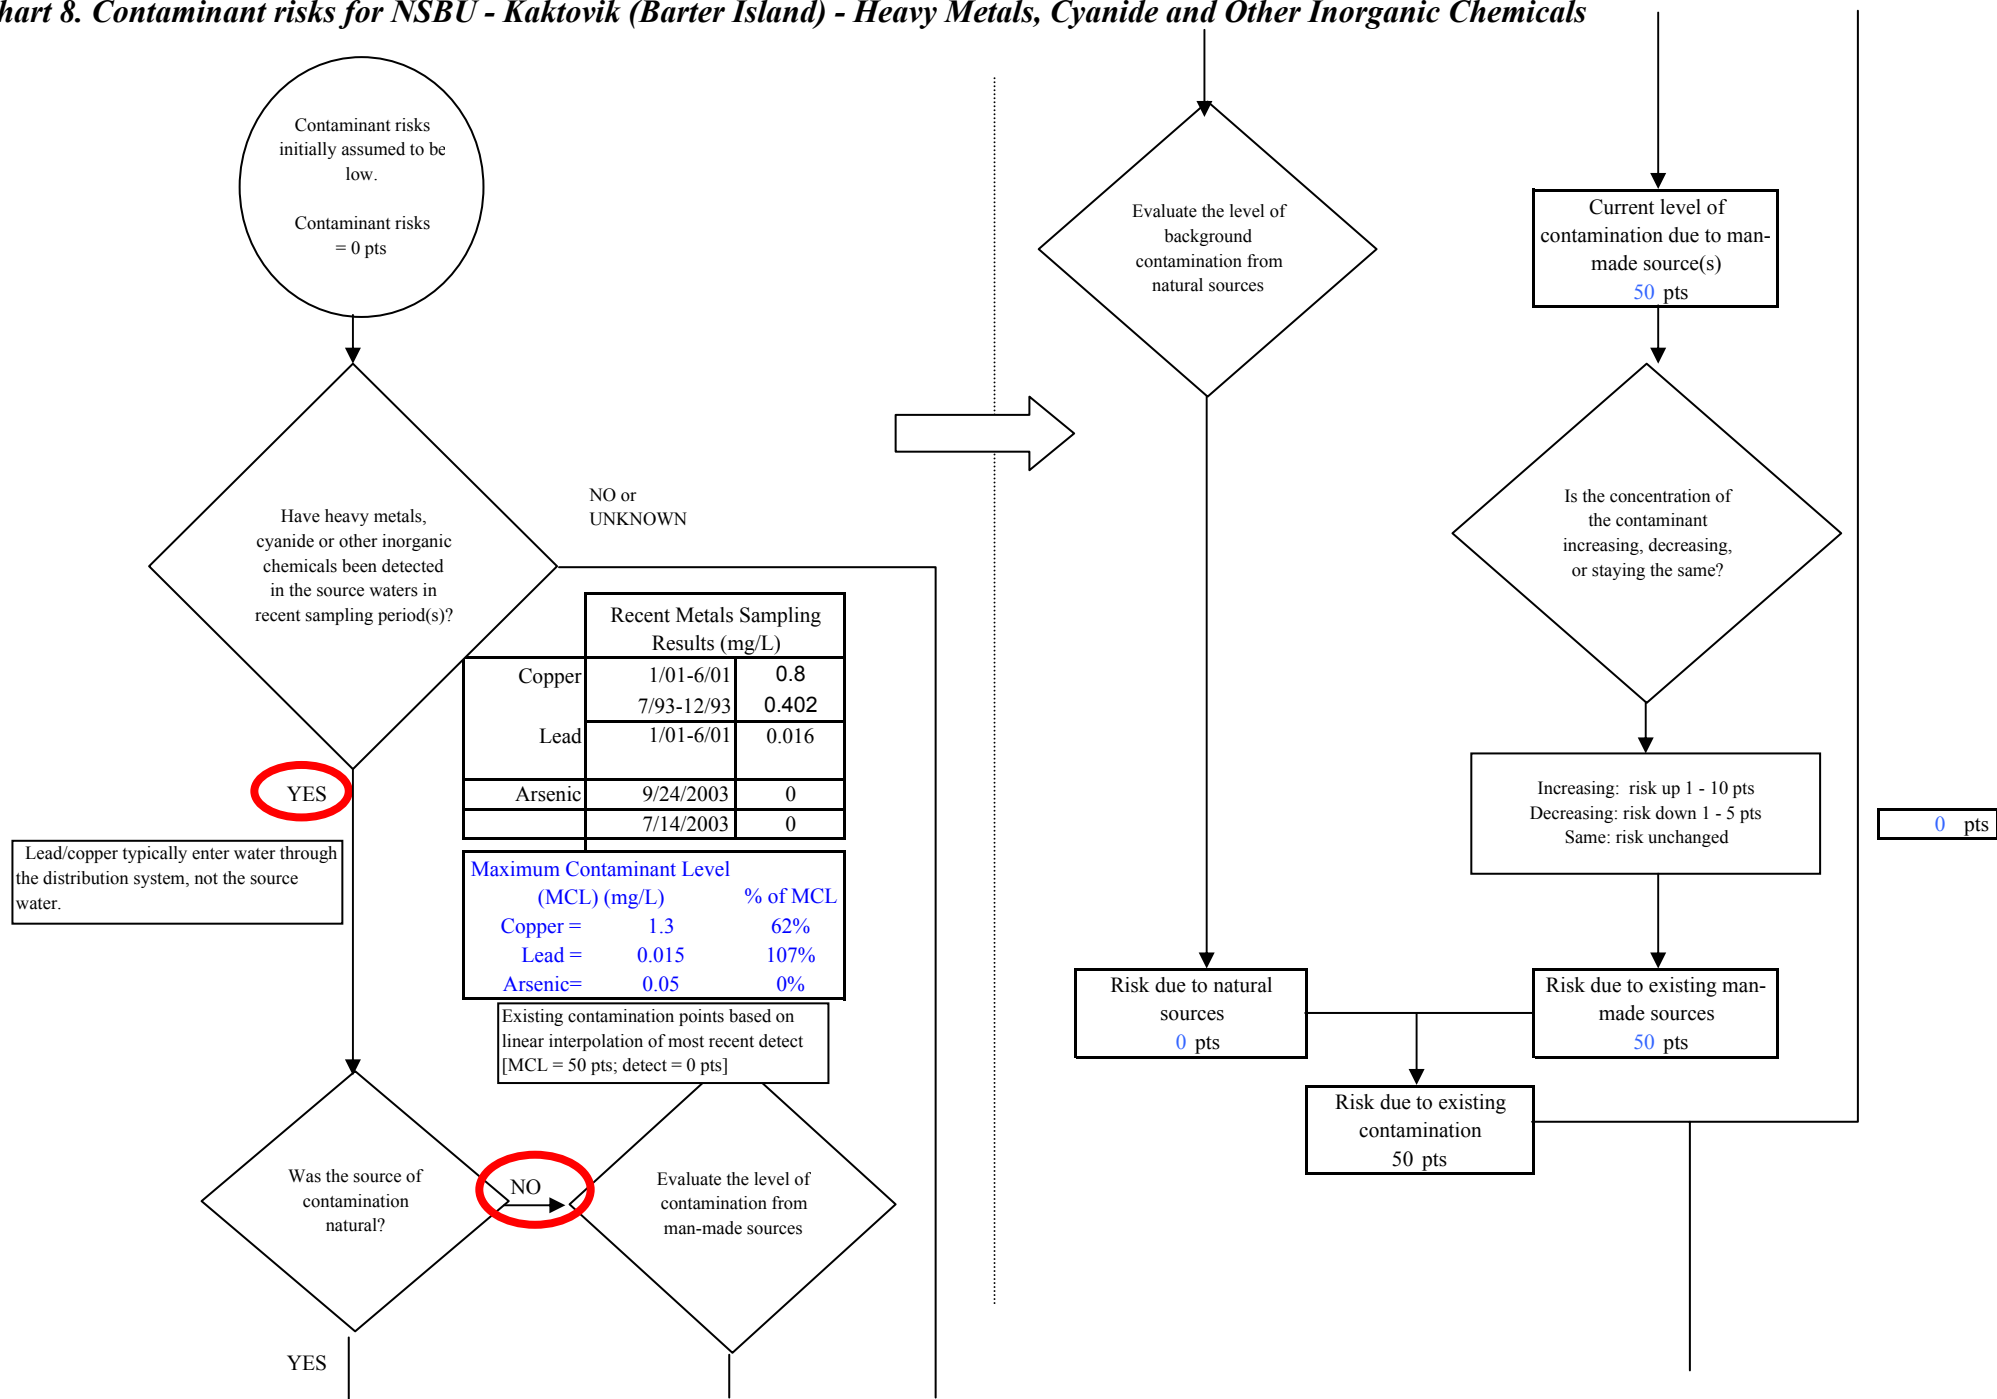 hart 8. Contaminant risks for NSBU - Kaktovik (Barter Island) - Heavy Metals, Cyanide and Other Inorganic Chemicals
Contaminant risks
initially assumed to be
low.
Contaminant risks
= 0 pts
Have heavy metals,
cyanide or other inorganic
chemicals been detected
in the source waters in
recent sampling period(s)?
NO or
UNKNOWN
Recent Metals Sampling
Results (mg/L)
Copper 1/01-6/01 0.8
7/93-12/93 0.402
Lead 1/01-6/01 0.016
Arsenic 9/24/2003 0
7/14/2003 0
YES
Lead/copper typically enter water through
the distribution system, not the source
water.
Maximum Contaminant Level
(MCL) (mg/L) % of MCL
Copper = 1.3 62%
Lead = 0.015 107%
Arsenic= 0.05 0%
Existing contamination points based on
linear interpolation of most recent detect
[MCL = 50 pts; detect = 0 pts]
Was the source of
contamination
natural?
NO
Evaluate the level of
contamination from
man-made sources
YES
Evaluate the level of
background
contamination from
natural sources
Current level of
contamination due to man-
made source(s)
50 pts
Is the concentration of
the contaminant
increasing, decreasing,
or staying the same?
Increasing: risk up 1 - 10 pts
Decreasing: risk down 1 - 5 pts
Same: risk unchanged
0 pts
Risk due to natural
sources
0 pts
Risk due to existing man-
made sources
50 pts
Risk due to existing
contamination
50 pts